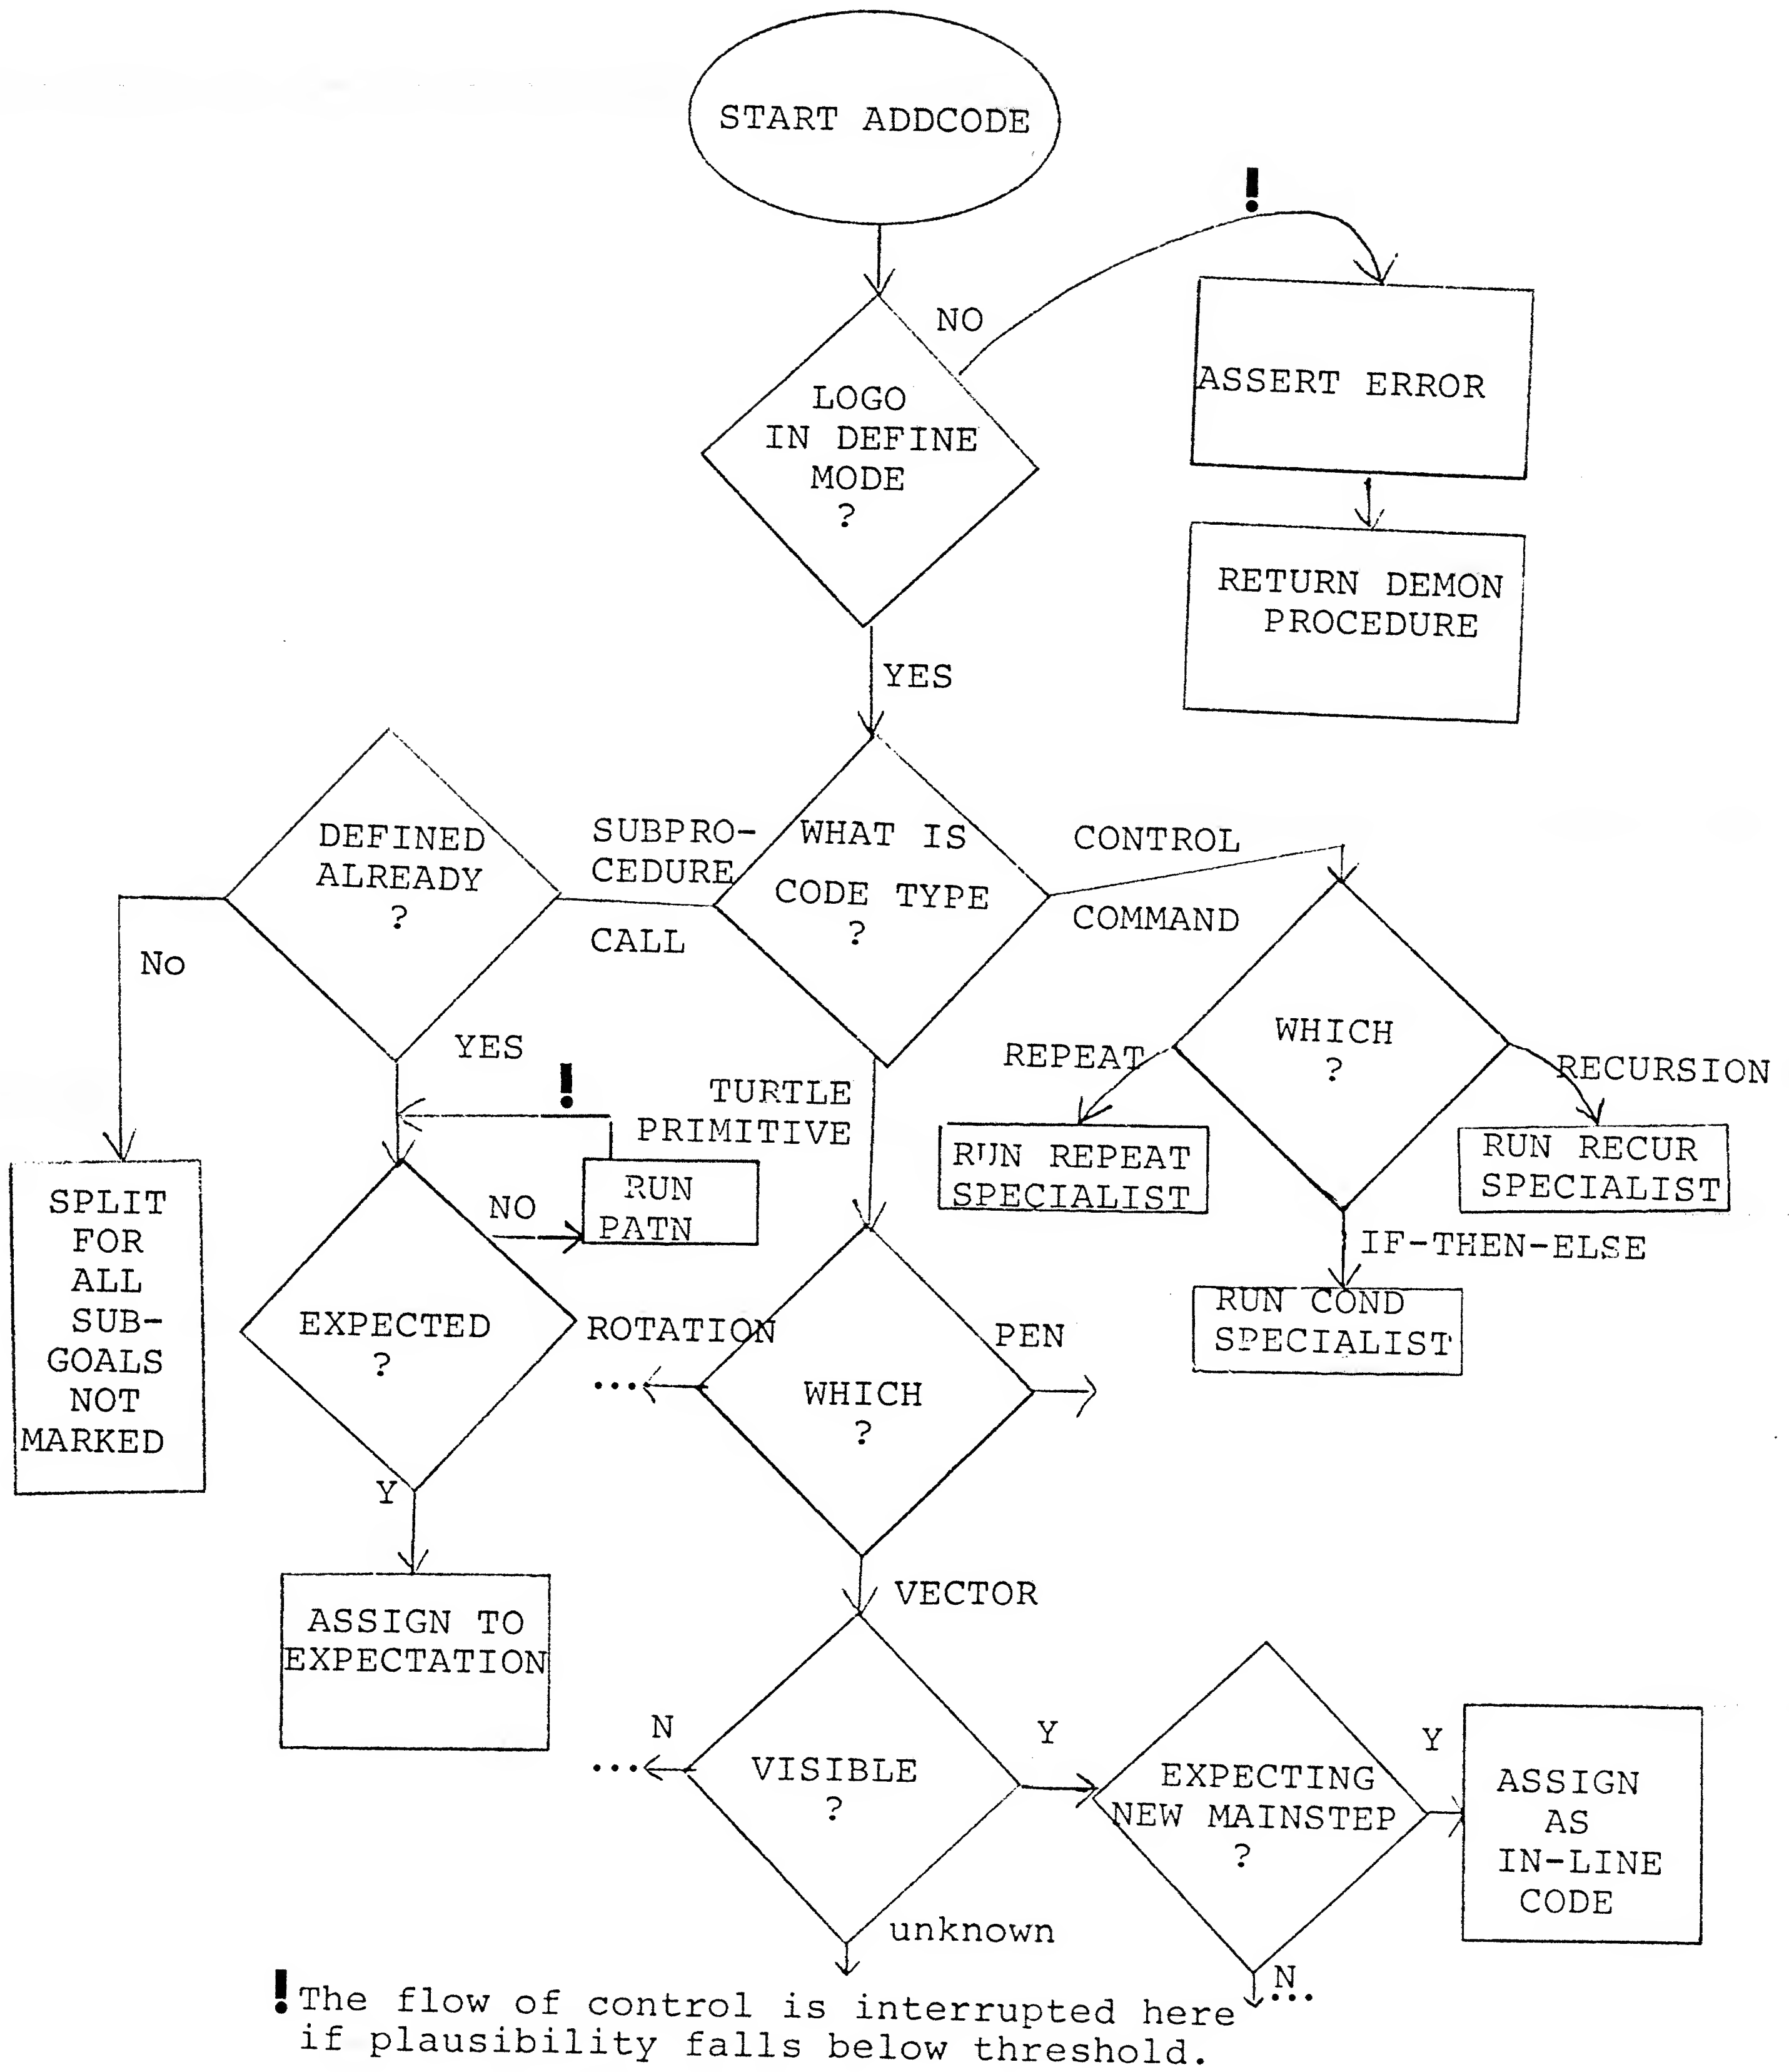 START ADDCODE
!
NO
LOGO
IN DEFINE
MODE
?
ASSERT ERROR
RETURN DEMON
PROCEDURE
YES
DEFINED
ALREADY
?
SUBPRO-
CEDURE
CALL
WHAT IS
CODE TYPE
?
CONTROL
COMMAND
No
YES
!
TURTLE
PRIMITIVE
WHICH
?
REPEAT
RECURSION
RUN REPEAT
SPECIALIST
RUN RECUR
SPECIALIST
IF-THEN-ELSE
RUN COND
SPECIALIST
SPLIT
FOR
ALL
SUB-
GOALS
NOT
MARKED
NO
RUN
PATN
EXPECTED
?
ROTATION
...
WHICH
?
PEN
Y
ASSIGN TO
EXPECTATION
VECTOR
N
...
VISIBLE
?
Y
EXPECTING
NEW MAINSTEP
?
Y
ASSIGN
AS
IN-LINE
CODE
unknown
N
...
! The flow of control is interrupted here
if plausibility falls below threshold.